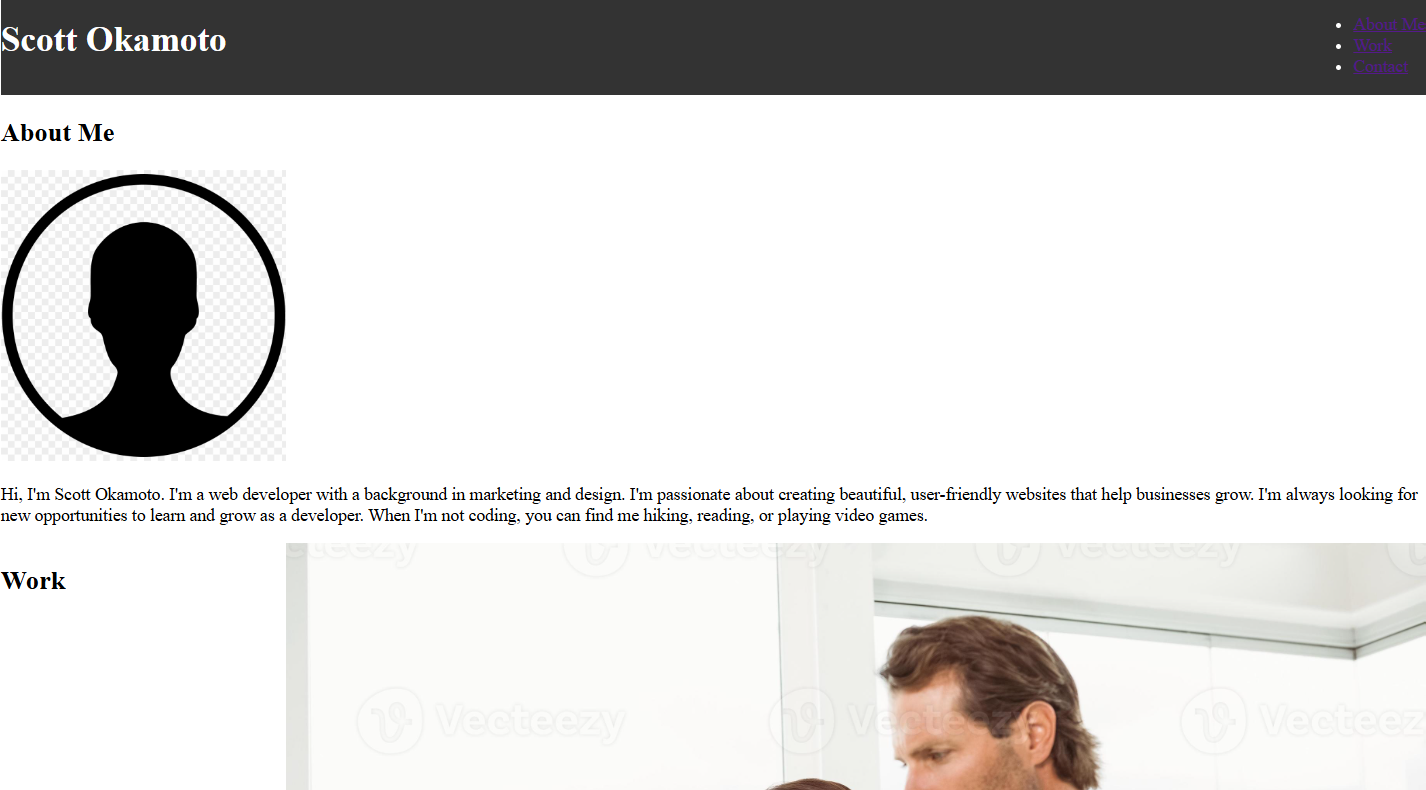 Scott Okamoto
About Me
Work
Contact
About Me
Hi, I'm Scott Okamoto. I'm a web developer with a background in marketing and design. I'm passionate about creating beautiful, user-friendly websites that help businesses grow. I'm always looking for
new opportunities to learn and grow as a developer. When I'm not coding, you can find me hiking, reading, or playing video games.
vecteezy vecteezy vecteezy
Work
Vecteezy Vecteezy Vecteezy